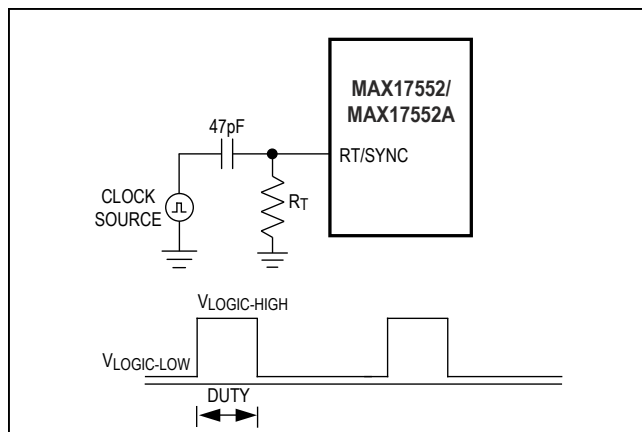 MAX17552/
MAX17552A
47pF
RT/SYNC
CLOCK
SOURCE
RT
VLOGIC-HIGH
VLOGIC-LOW
DUTY